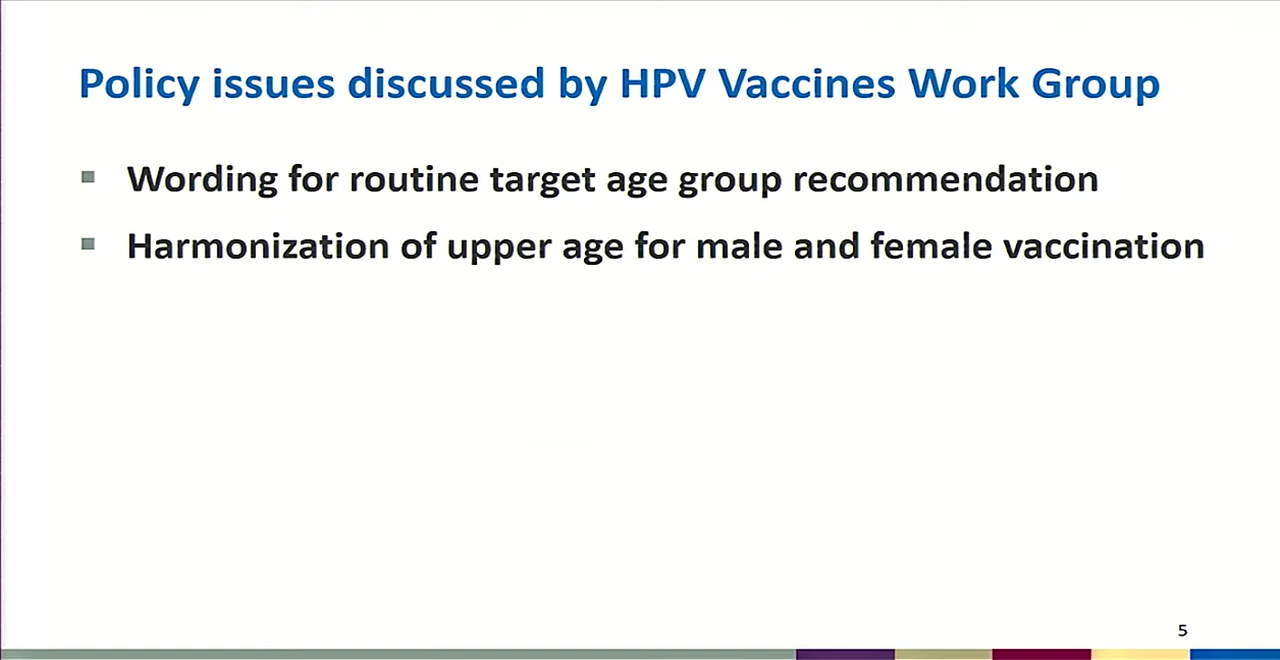 Policy issues discussed by HPV Vaccines Work Group
Wording for routine target age group recommendation
Harmonization of upper age for male and female vaccination
5